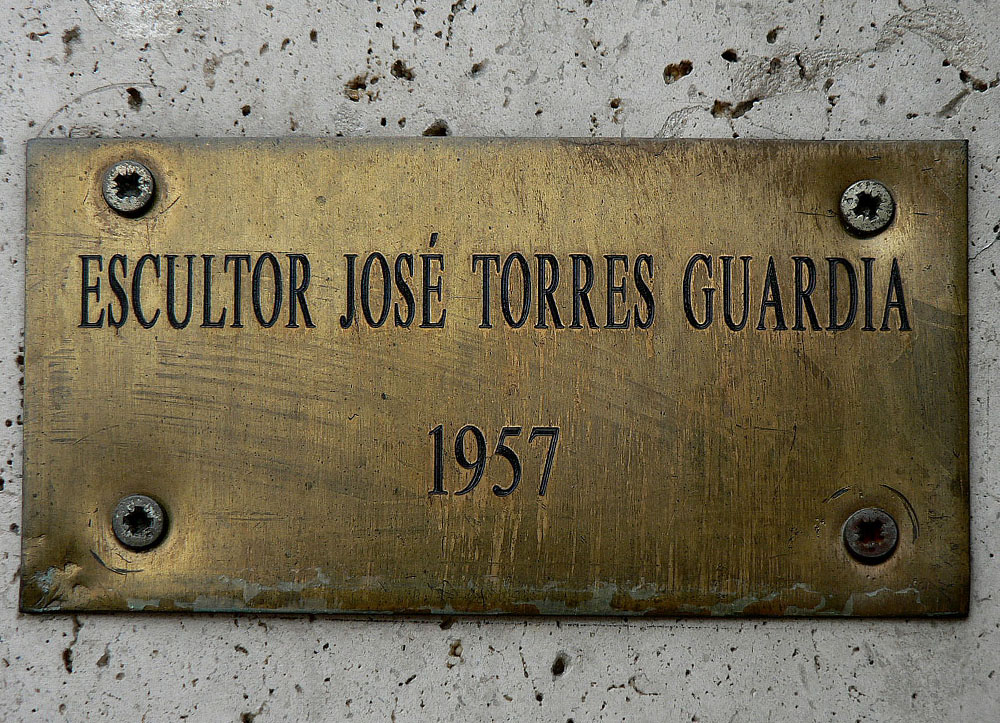 ESCULTOR JOSÉ TORRES GUARDIA
1957